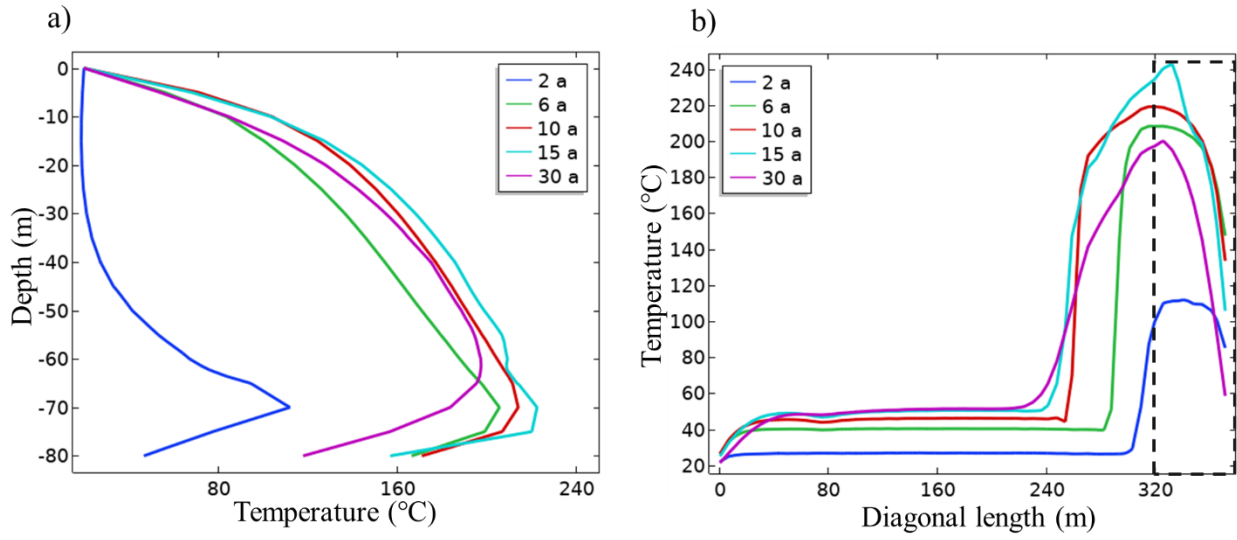 a)
0
-10
-20
-30
-40
-50
-60
-70
-80
Depth (m)
80
160
240
Temperature (°C)
2 a
6 a
10 a
15 a
30 a
b)
240
220
200
180
160
140
120
100
80
60
40
20
Temperature (°C)
0
80
160
240
320
Diagonal length (m)
2 a
6 a
10 a
15 a
30 a